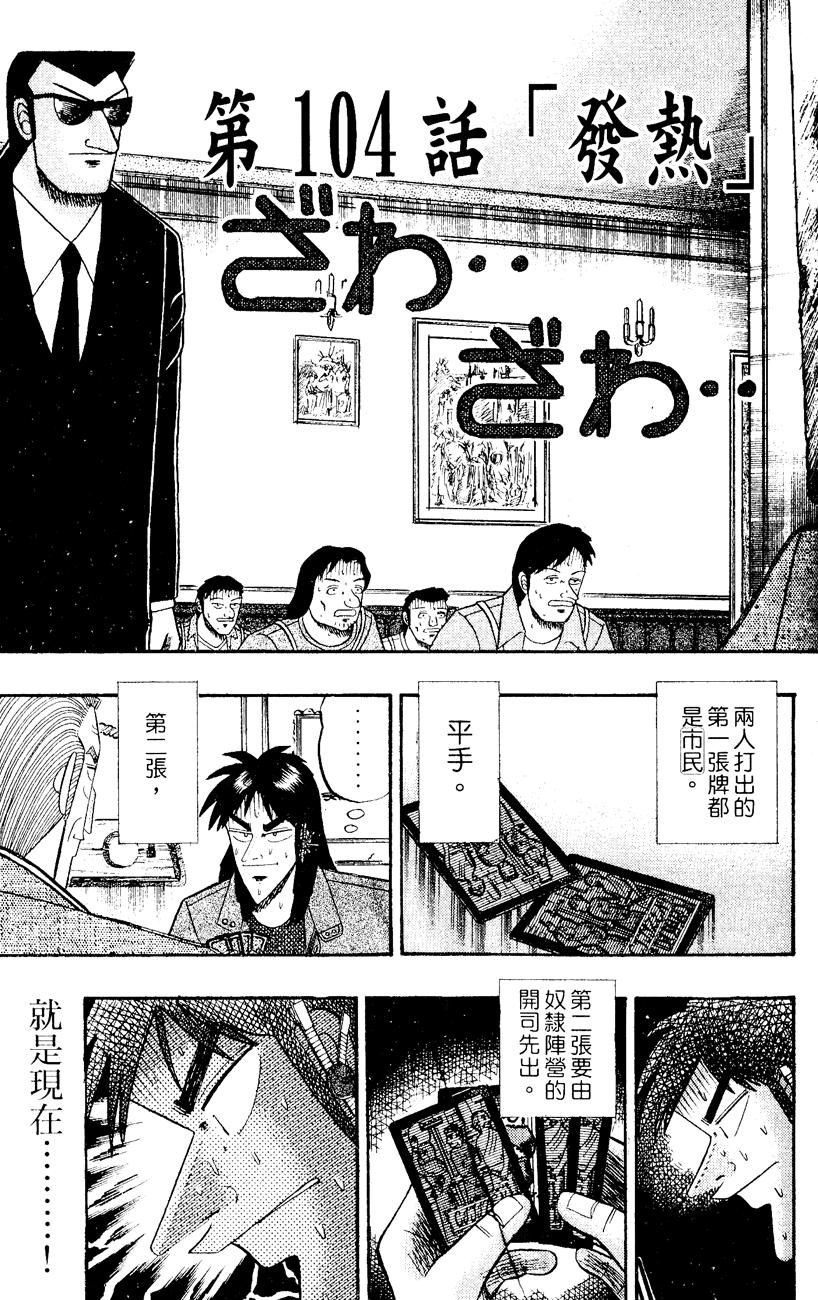 第104話「發熱」
ざわ‥
ざわ‥
兩人打出的
第一張牌都
是市民。
平手。
………
第二張，
第二張要由
奴隸陣營的
開司先出。
就是現在………！